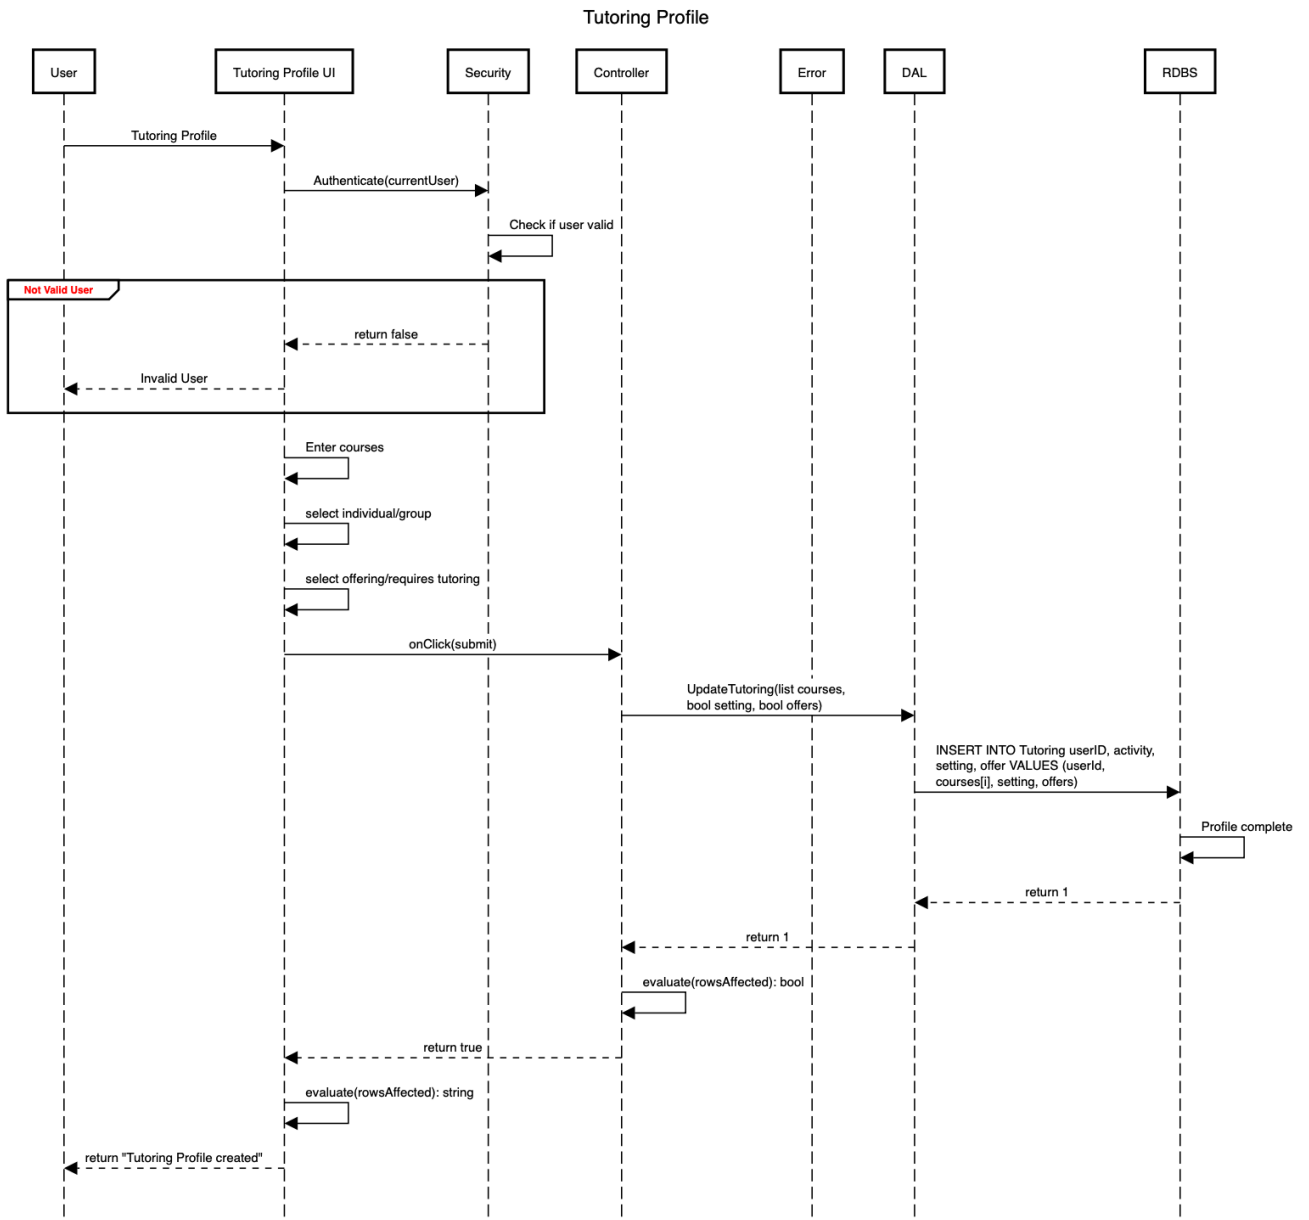 Tutoring Profile
User
Tutoring Profile UI
Security
Controller
Error
DAL
RDBS
Tutoring Profile
Authenticate(currentUser)
Check if user valid
Not Valid User
return false
Invalid User
Enter courses
select individual/group
select offering/requires tutoring
onClick(submit)
UpdateTutoring(list courses,
bool setting, bool offers)
INSERT INTO Tutoring userID, activity,
setting, offer VALUES (userId,
courses[i], setting, offers)
Profile complete
return 1
return 1
evaluate(rowsAffected): bool
return true
evaluate(rowsAffected): string
return "Tutoring Profile created"